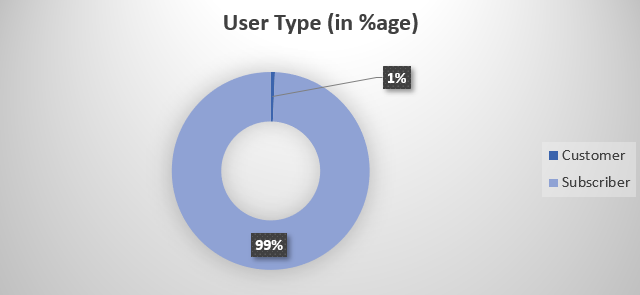 User Type (in %age)
1%
Customer
Subscriber
99%